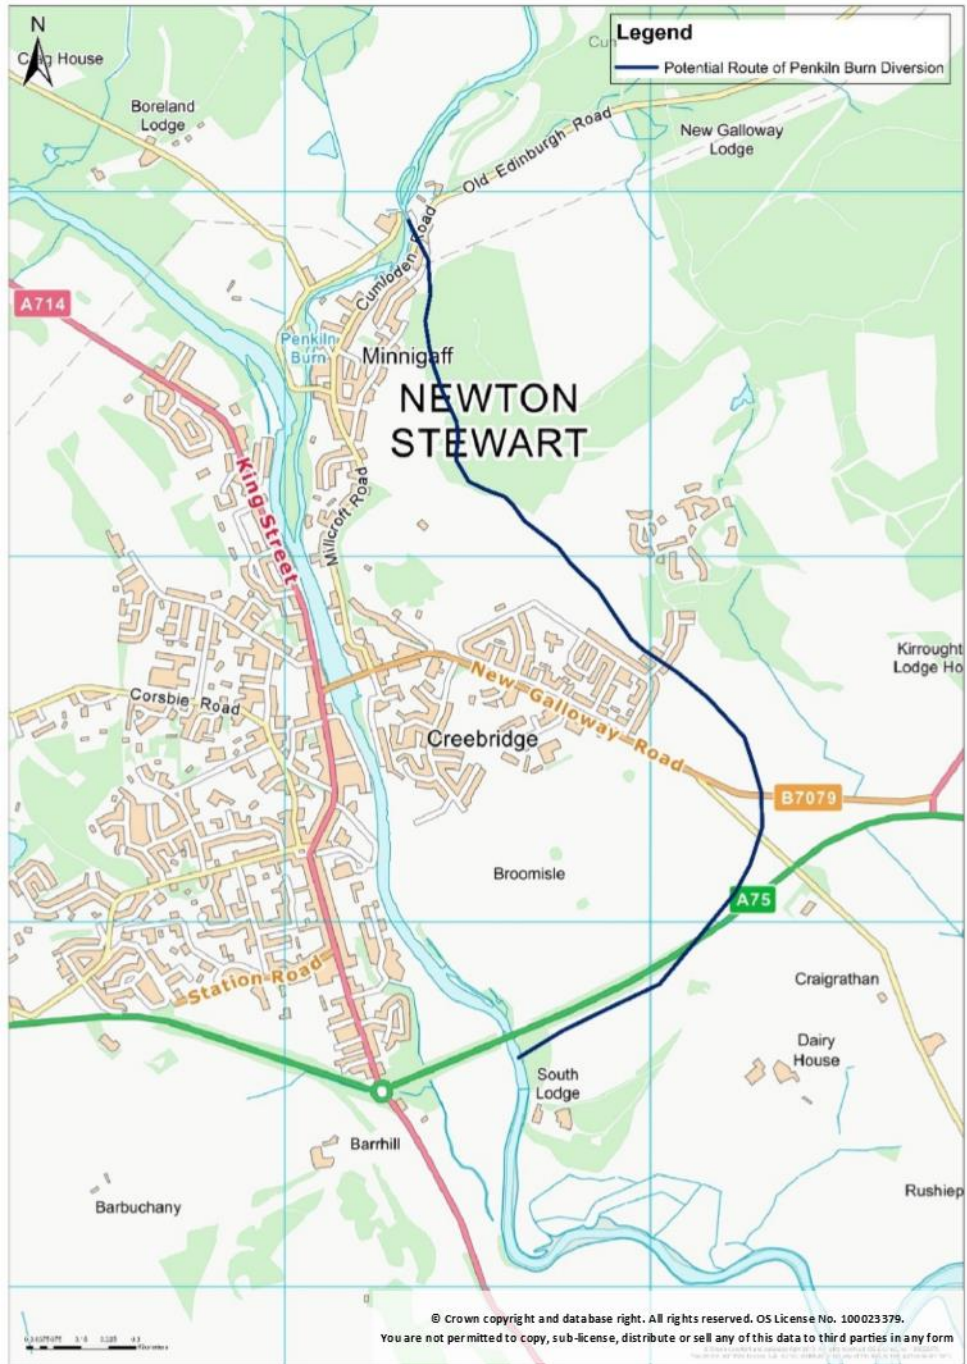 N
Legend
Potential Route of Penkiln Burn Diversion
Cun
Craig House
Boreland
Lodge
New Galloway
Lodge
Old Edinburgh Road
Cumloden Road
A714
Penkiln
Burn
Minnigaff
NEWTON
STEWART
King Street
Millcroft Road
Kirrought
Lodge Ho
Corsbie Road
New Galloway Road
Creebridge
B7079
Broomisle
A75
Station Road
Craigrathan
Dairy
House
South
Lodge
Barrhill
Barbuchany
Rushiep
© Crown copyright and database right. All rights reserved. OS License No. 100023379.
You are not permitted to copy, sub-license, distribute or sell any of this data to third parties in any form